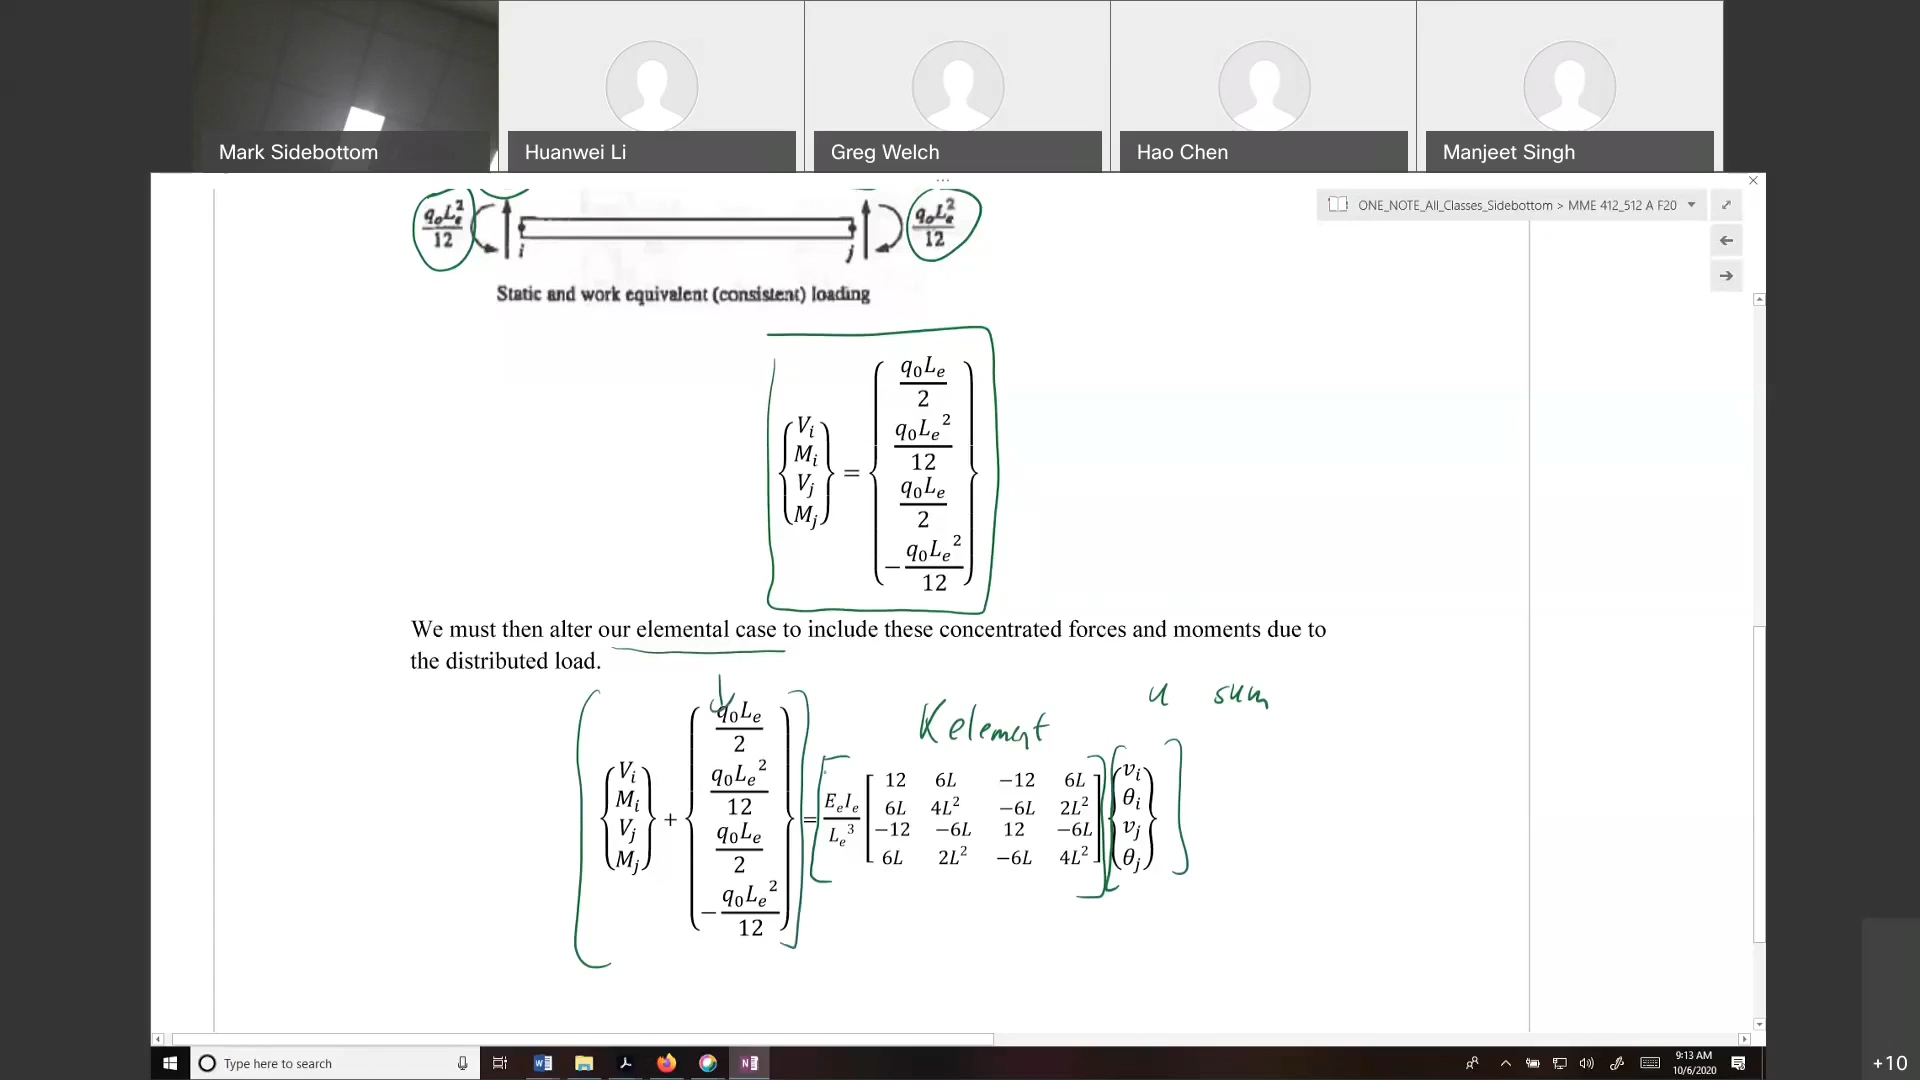 Mark Sidebottom
Huanwei Li
Greg Welch
Hao Chen
Manjeet Singh
ONE_NOTE_All_Classes_Sidebottom > MME 412_512 A F20
q₀Lₑ²/12
i
j
q₀Lₑ²/12
Static and work equivalent (consistent) loading
{Vᵢ Mᵢ Vⱼ Mⱼ} = {q₀Lₑ/2 q₀Lₑ²/12 q₀Lₑ/2 −q₀Lₑ²/12}
We must then alter our elemental case to include these concentrated forces and moments due to
the distributed load.
u sum
K element
{Vᵢ Mᵢ Vⱼ Mⱼ} + {q₀Lₑ/2 q₀Lₑ²/12 q₀Lₑ/2 −q₀Lₑ²/12} = EₑIₑ/Lₑ³ [12 6L −12 6L
6L 4L² −6L 2L²
−12 −6L 12 −6L
6L 2L² −6L 4L²] {vᵢ θᵢ vⱼ θⱼ}
Type here to search
9:13 AM
10/6/2020
+10